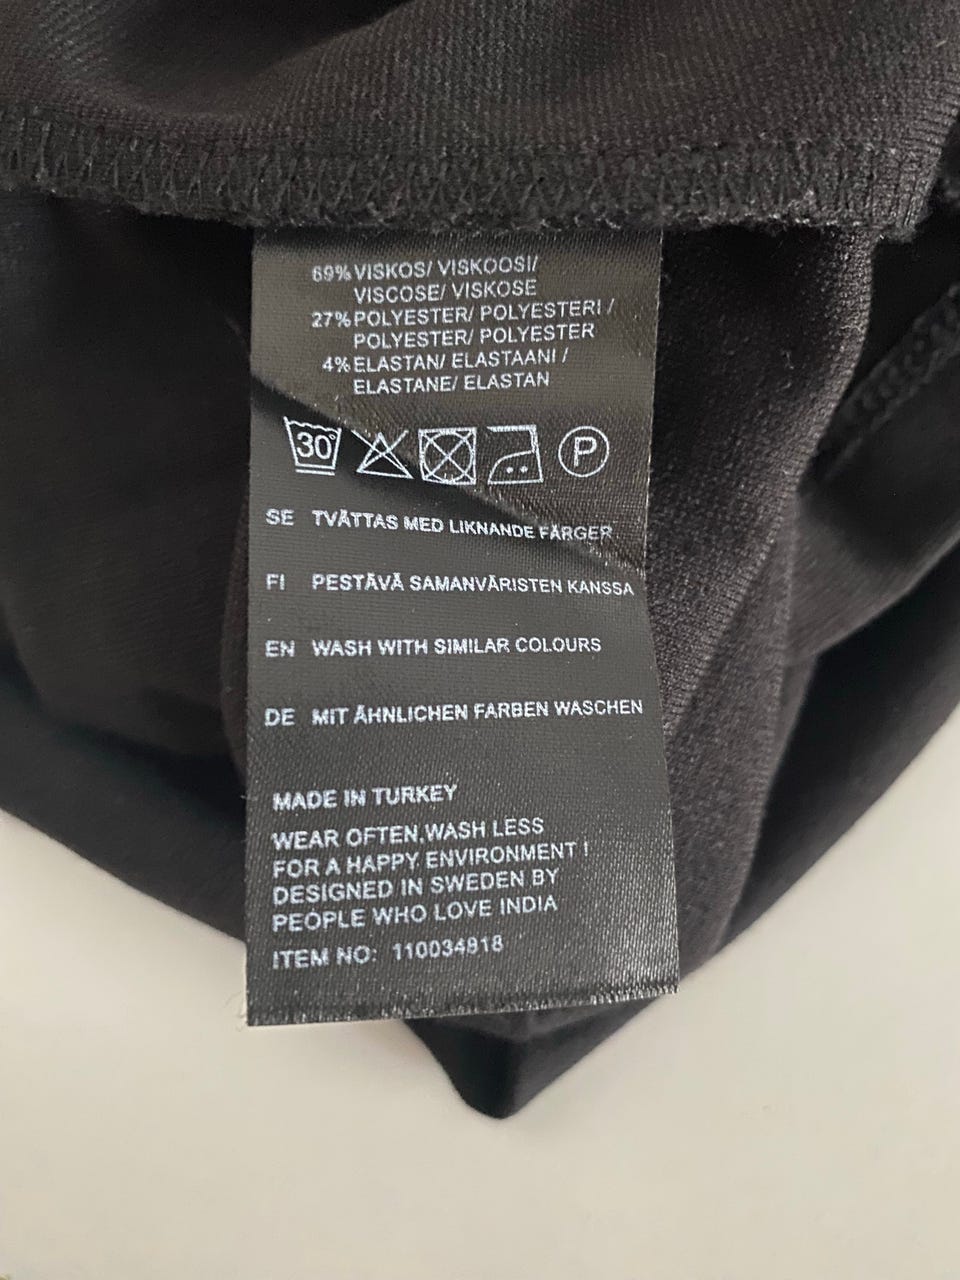 69% VISKOS/ VISKOOSI/
VISCOSE/ VISKOSE
27% POLYESTER/ POLYESTERI /
POLYESTER/ POLYESTER
4% ELASTAN/ ELASTAANI /
ELASTANE/ ELASTAN
30° P
SE TVÄTTAS MED LIKNANDE FÄRGER
FI PESTÄVÄ SAMANVÄRISTEN KANSSA
EN WASH WITH SIMILAR COLOURS
DE MIT ÄHNLICHEN FARBEN WASCHEN
MADE IN TURKEY
WEAR OFTEN,WASH LESS
FOR A HAPPY ENVIRONMENT !
DESIGNED IN SWEDEN BY
PEOPLE WHO LOVE INDIA
ITEM NO: 110034818